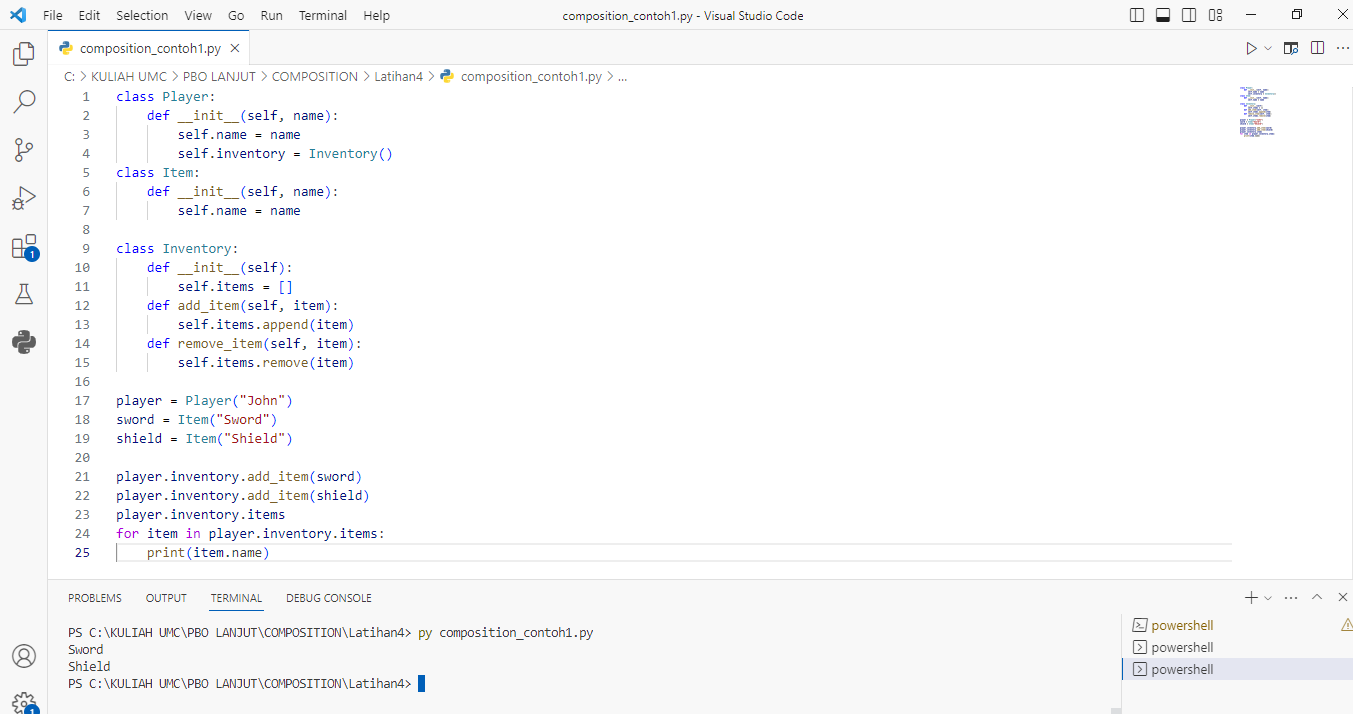 File Edit Selection View Go Run Terminal Help composition_contoh1.py - Visual Studio Code
composition_contoh1.py
C: > KULIAH UMC > PBO LANJUT > COMPOSITION > Latihan4 > composition_contoh1.py > ...
1 class Player:
2     def __init__(self, name):
3         self.name = name
4         self.inventory = Inventory()
5 class Item:
6     def __init__(self, name):
7         self.name = name
8
9 class Inventory:
10     def __init__(self):
11         self.items = []
12     def add_item(self, item):
13         self.items.append(item)
14     def remove_item(self, item):
15         self.items.remove(item)
16
17 player = Player("John")
18 sword = Item("Sword")
19 shield = Item("Shield")
20
21 player.inventory.add_item(sword)
22 player.inventory.add_item(shield)
23 player.inventory.items
24 for item in player.inventory.items:
25     print(item.name)
1
1
PROBLEMS OUTPUT TERMINAL DEBUG CONSOLE
PS C:\KULIAH UMC\PBO LANJUT\COMPOSITION\Latihan4> py composition_contoh1.py
Sword
Shield
PS C:\KULIAH UMC\PBO LANJUT\COMPOSITION\Latihan4>
powershell
powershell
powershell